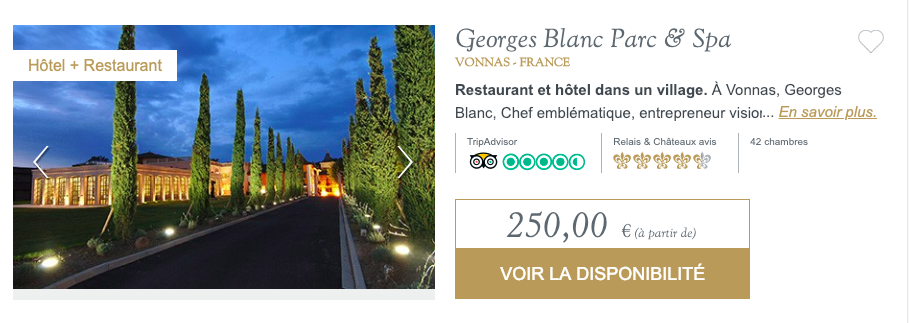 Hôtel + Restaurant
Georges Blanc Parc & Spa
VONNAS - FRANCE
Restaurant et hôtel dans un village. À Vonnas, Georges
Blanc, Chef emblématique, entrepreneur vision... En savoir plus.
TripAdvisor
Relais & Châteaux avis
42 chambres
250,00 € (à partir de)
VOIR LA DISPONIBILITÉ